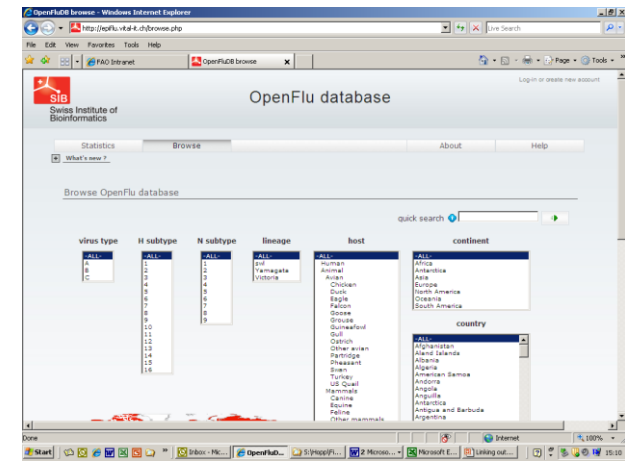 OpenFluDB browse - Windows Internet Explorer
http://epiflu.vital-it.ch/browse.php
Live Search
File Edit View Favorites Tools Help
FAO Intranet
OpenFluDB browse
Page
Tools
Log-in or create new account
SIB
Swiss Institute of
Bioinformatics
OpenFlu database
Statistics
Browse
About
Help
What's new ?
Browse OpenFlu database
quick search
virus type
-ALL-
A
B
C
H subtype
-ALL-
1
2
3
4
5
6
7
8
9
10
11
12
13
14
15
16
N subtype
-ALL-
1
2
3
4
5
6
7
8
9
lineage
-ALL-
swl
Yamagata
Victoria
host
-ALL-
Human
Animal
Avian
Chicken
Duck
Eagle
Falcon
Goose
Grouse
Guineafowl
Gull
Ostrich
Other avian
Partridge
Pheasant
Swan
Turkey
US Quail
Mammals
Canine
Equine
Feline
Other mammals
continent
-ALL-
Africa
Antarctica
Asia
Europe
North America
Oceania
South America
country
-ALL-
Afghanistan
Aland Islands
Albania
Algeria
American Samoa
Andorra
Angola
Anguilla
Antarctica
Antigua and Barbuda
Argentina
Done
Internet
100%
Start
Inbox - Mic...
OpenFluD...
2 Microso...
Microsoft E...
Linking out...
15:10